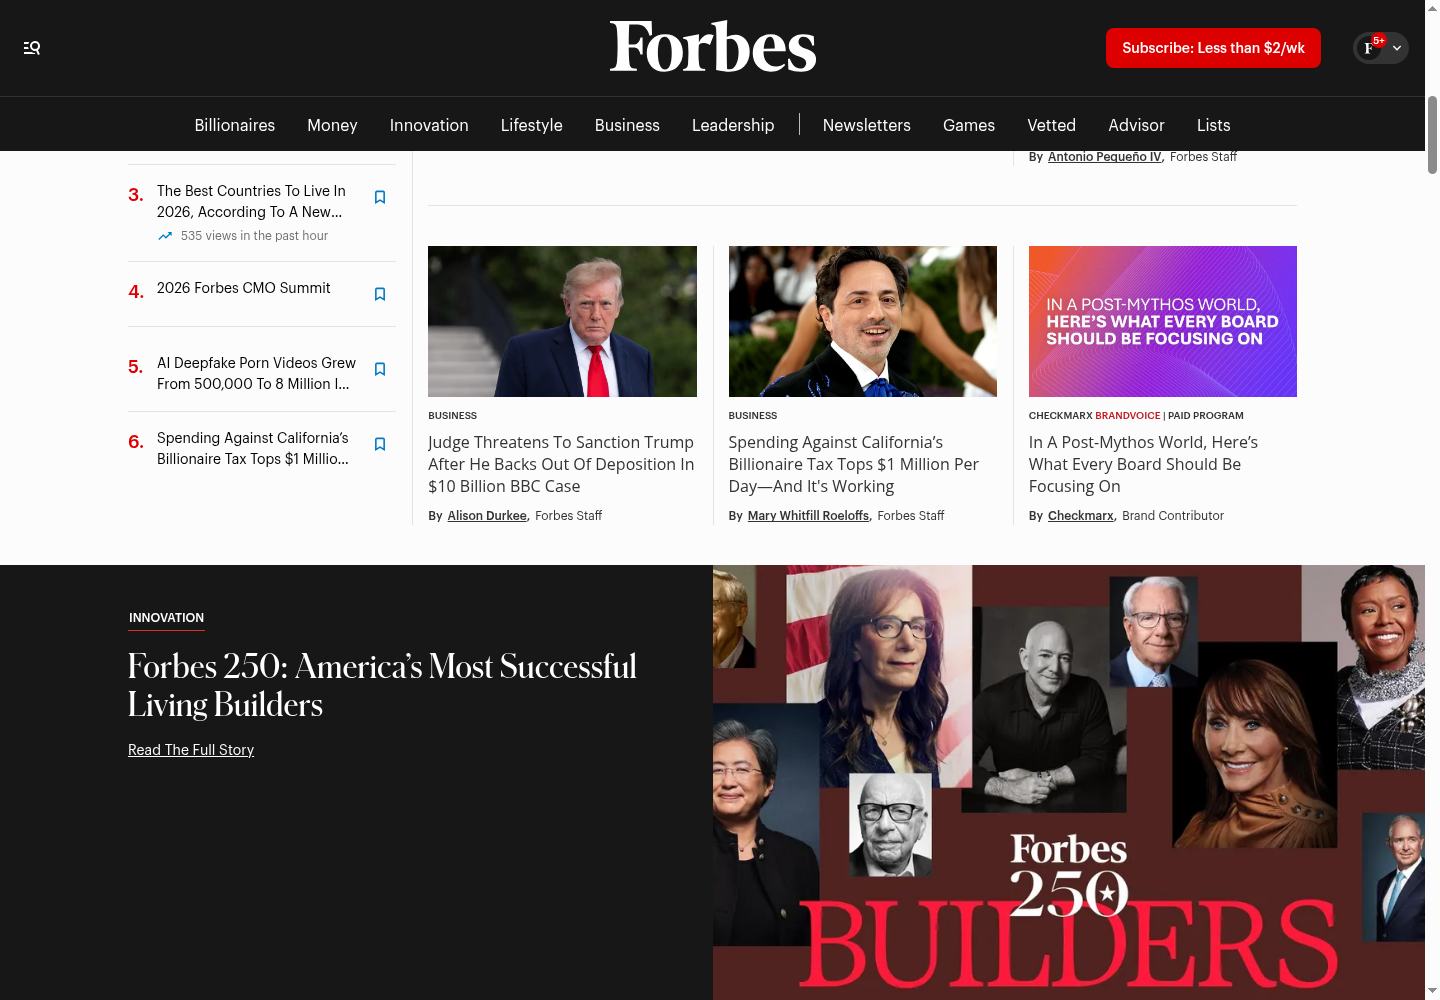 Forbes
Subscribe: Less than $2/wk
F
5+
Billionaires
Money
Innovation
Lifestyle
Business
Leadership
Newsletters
Games
Vetted
Advisor
Lists
By Antonio Pequeño IV, Forbes Staff
3.
The Best Countries To Live In
2026, According To A New...
535 views in the past hour
4.
2026 Forbes CMO Summit
5.
AI Deepfake Porn Videos Grew
From 500,000 To 8 Million I...
6.
Spending Against California’s
Billionaire Tax Tops $1 Millio...
BUSINESS
Judge Threatens To Sanction Trump
After He Backs Out Of Deposition In
$10 Billion BBC Case
By Alison Durkee, Forbes Staff
BUSINESS
Spending Against California’s
Billionaire Tax Tops $1 Million Per
Day—And It's Working
By Mary Whitfill Roeloffs, Forbes Staff
IN A POST-MYTHOS WORLD,
HERE’S WHAT EVERY BOARD
SHOULD BE FOCUSING ON
CHECKMARX BRANDVOICE | PAID PROGRAM
In A Post-Mythos World, Here’s
What Every Board Should Be
Focusing On
By Checkmarx, Brand Contributor
INNOVATION
Forbes 250: America’s Most Successful
Living Builders
Read The Full Story
Forbes
250
BUILDERS